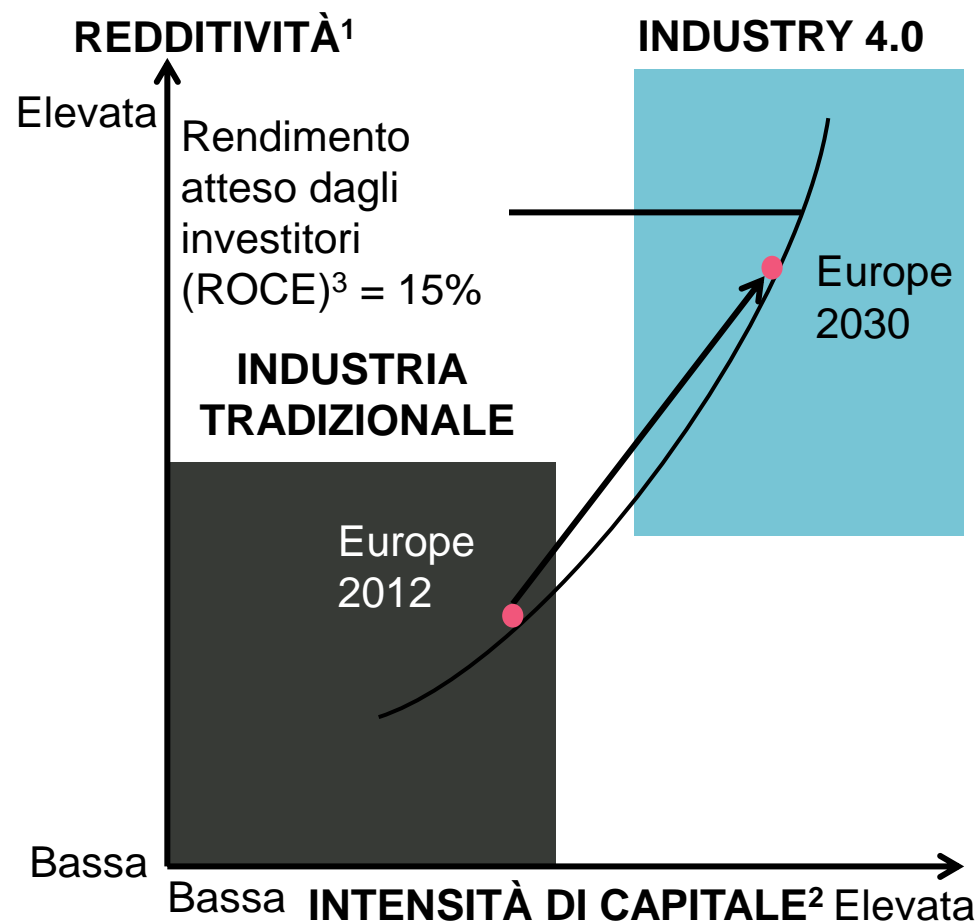 REDDITIVITÀ¹
INDUSTRY 4.0
Elevata
Rendimento
atteso dagli
investitori
(ROCE)³ = 15%
Europe
2030
INDUSTRIA
TRADIZIONALE
Europe
2012
Bassa
Bassa
INTENSITÀ DI CAPITALE²
Elevata